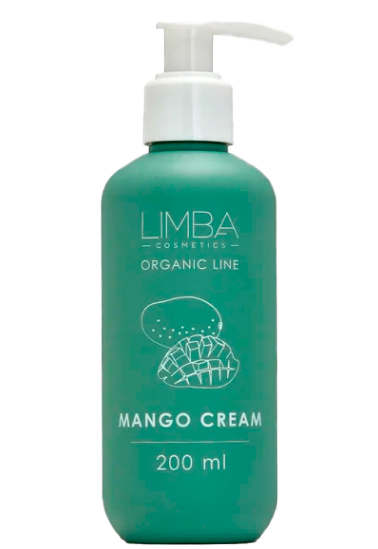 LIMBA
COSMETICS
ORGANIC LINE
MANGO CREAM
200 ml